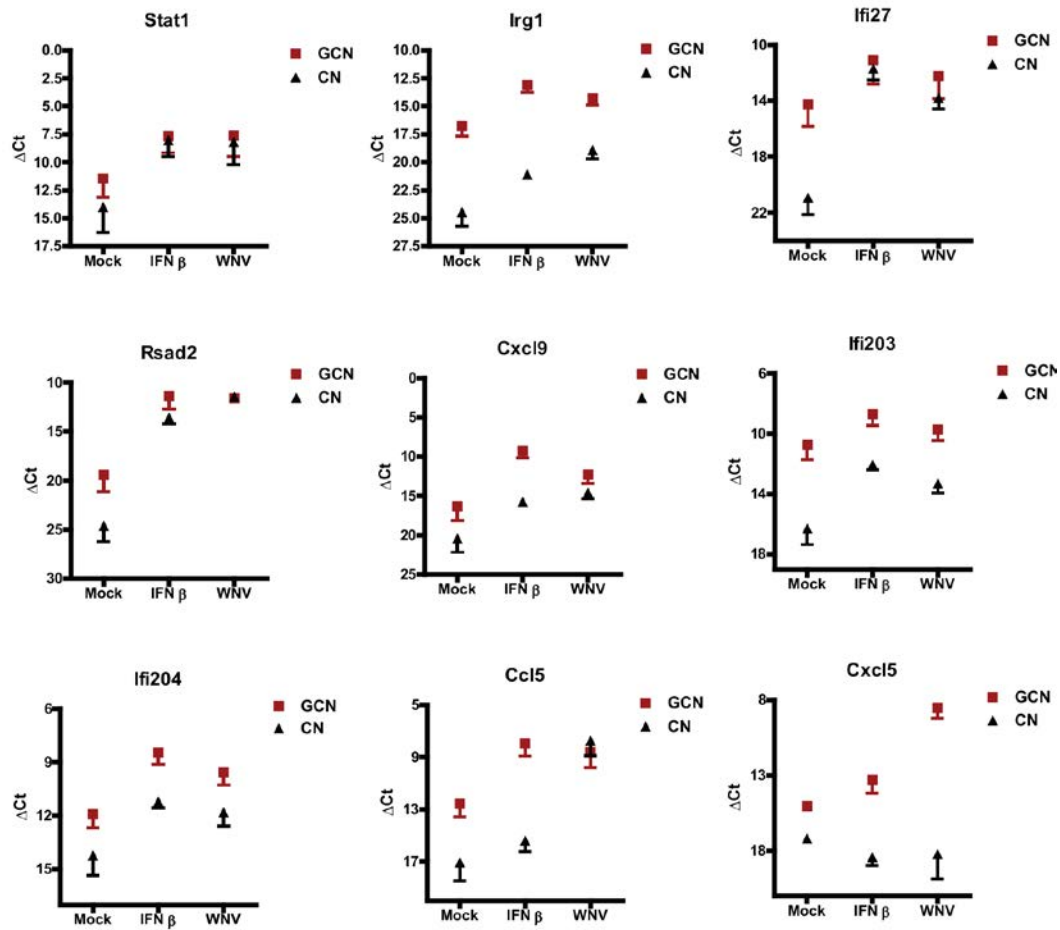 Stat1
0.0
2.5
5.0
7.5
10.0
12.5
15.0
17.5
ΔCt
Mock IFN β WNV
GCN
CN
Irg1
10.0
12.5
15.0
17.5
20.0
22.5
25.0
27.5
ΔCt
Mock IFN β WNV
GCN
CN
Ifi27
10
14
18
22
ΔCt
Mock IFN β WNV
GCN
CN
Rsad2
10
15
20
25
30
ΔCt
Mock IFN β WNV
GCN
CN
Cxcl9
0
5
10
15
20
25
ΔCt
Mock IFN β WNV
GCN
CN
Ifi203
6
10
14
18
ΔCt
Mock IFN β WNV
GCN
CN
Ifi204
6
9
12
15
ΔCt
Mock IFN β WNV
GCN
CN
Ccl5
5
9
13
17
ΔCt
Mock IFN β WNV
GCN
CN
Cxcl5
8
13
18
ΔCt
Mock IFN β WNV
GCN
CN